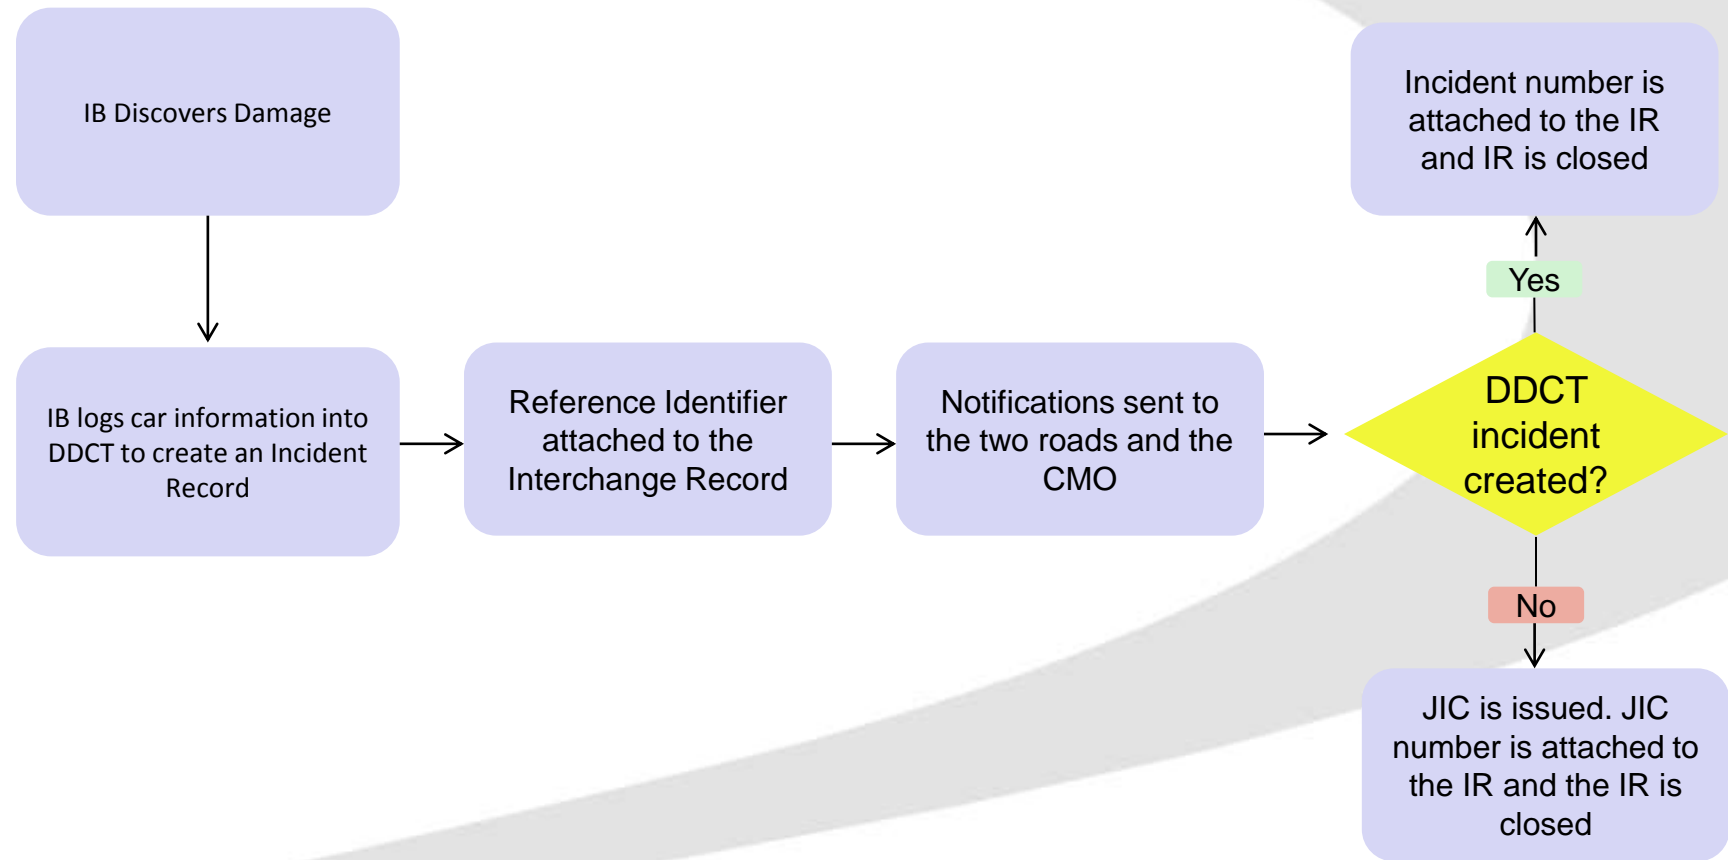 IB Discovers Damage
IB logs car information into
DDCT to create an Incident
Record
Reference Identifier
attached to the
Interchange Record
Notifications sent to
the two roads and the
CMO
DDCT
incident
created?
Yes
Incident number is
attached to the IR
and IR is closed
No
JIC is issued. JIC
number is attached to
the IR and the IR is
closed